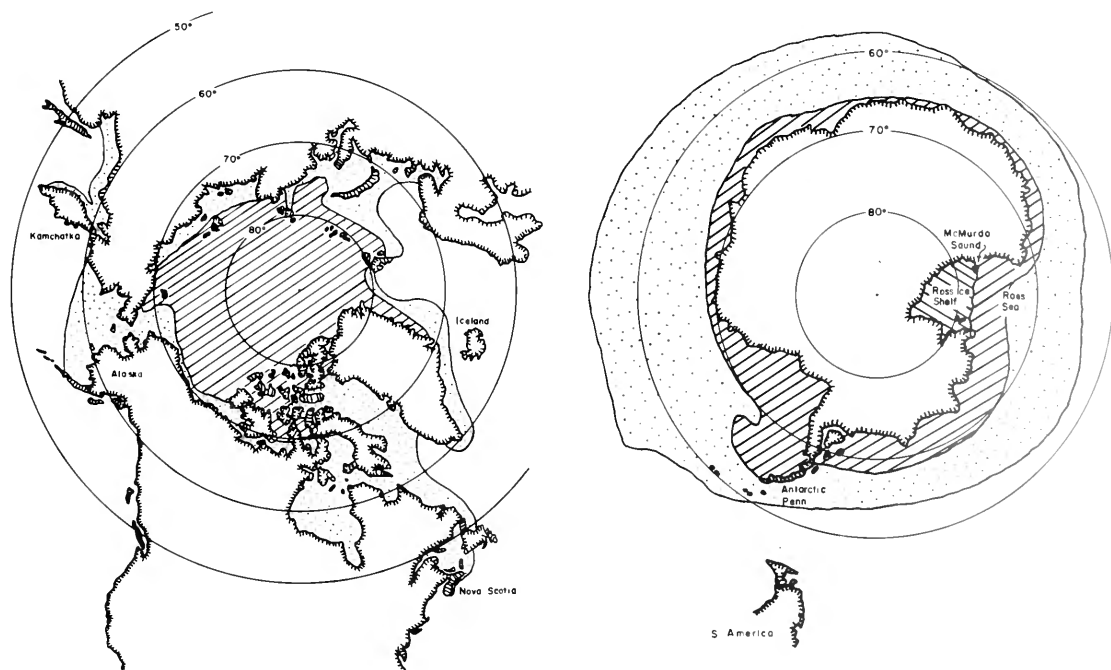 50°
60°
70°
80°
Kamchatka
Alaska
Iceland
Nova Scotia
60°
70°
80°
McMurdo
Sound
Ross Ice
Shelf
Ross
Sea
Antarctic
Penn
S America